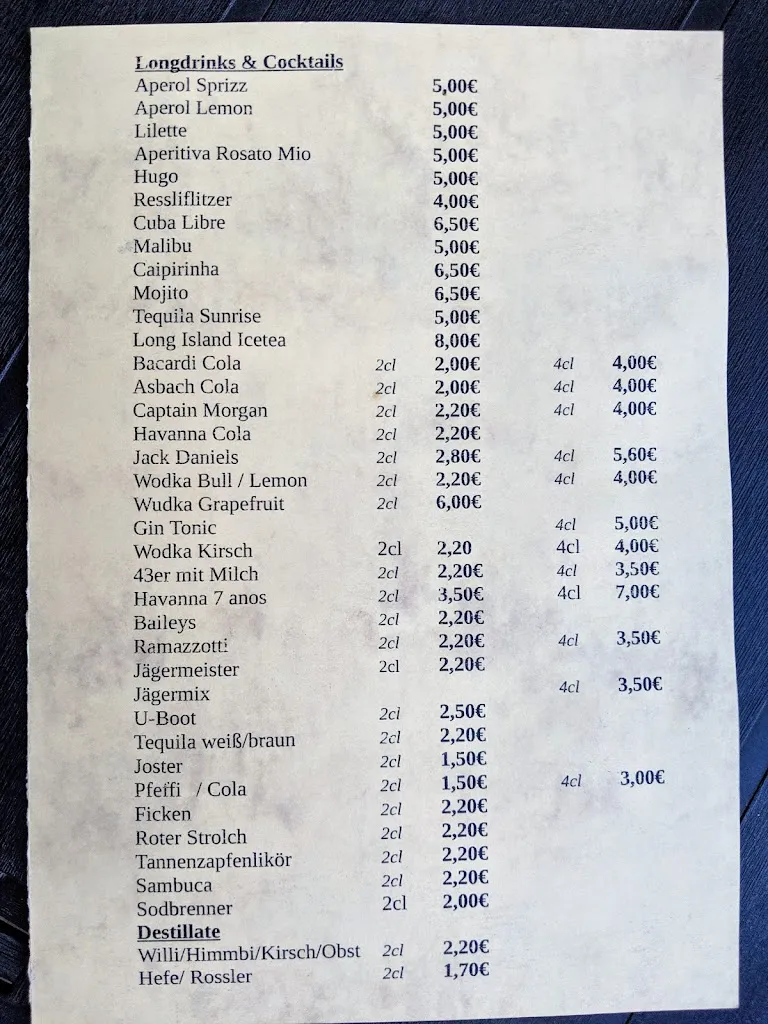 Longdrinks & Cocktails
Aperol Sprizz 5,00€
Aperol Lemon 5,00€
Lilette 5,00€
Aperitiva Rosato Mio 5,00€
Hugo 5,00€
Ressliflitzer 4,00€
Cuba Libre 6,50€
Malibu 5,00€
Caipirinha 6,50€
Mojito 6,50€
Tequila Sunrise 5,00€
Long Island Icetea 8,00€
Bacardi Cola 2cl 2,00€ 4cl 4,00€
Asbach Cola 2cl 2,00€ 4cl 4,00€
Captain Morgan 2cl 2,20€ 4cl 4,00€
Havanna Cola 2cl 2,20€
Jack Daniels 2cl 2,80€ 4cl 5,60€
Wodka Bull / Lemon 2cl 2,20€ 4cl 4,00€
Wudka Grapefruit 2cl 6,00€
Gin Tonic 4cl 5,00€
Wodka Kirsch 2cl 2,20 4cl 4,00€
43er mit Milch 2cl 2,20€ 4cl 3,50€
Havanna 7 anos 2cl 3,50€ 4cl 7,00€
Baileys 2cl 2,20€
Ramazzotti 2cl 2,20€ 4cl 3,50€
Jägermeister 2cl 2,20€
Jägermix 4cl 3,50€
U-Boot 2cl 2,50€
Tequila weiß/braun 2cl 2,20€
Joster 2cl 1,50€
Pfeffi / Cola 2cl 1,50€ 4cl 3,00€
Ficken 2cl 2,20€
Roter Strolch 2cl 2,20€
Tannenzapfenlikör 2cl 2,20€
Sambuca 2cl 2,20€
Sodbrenner 2cl 2,00€
Destillate
Willi/Himmbi/Kirsch/Obst 2cl 2,20€
Hefe/ Rossler 2cl 1,70€